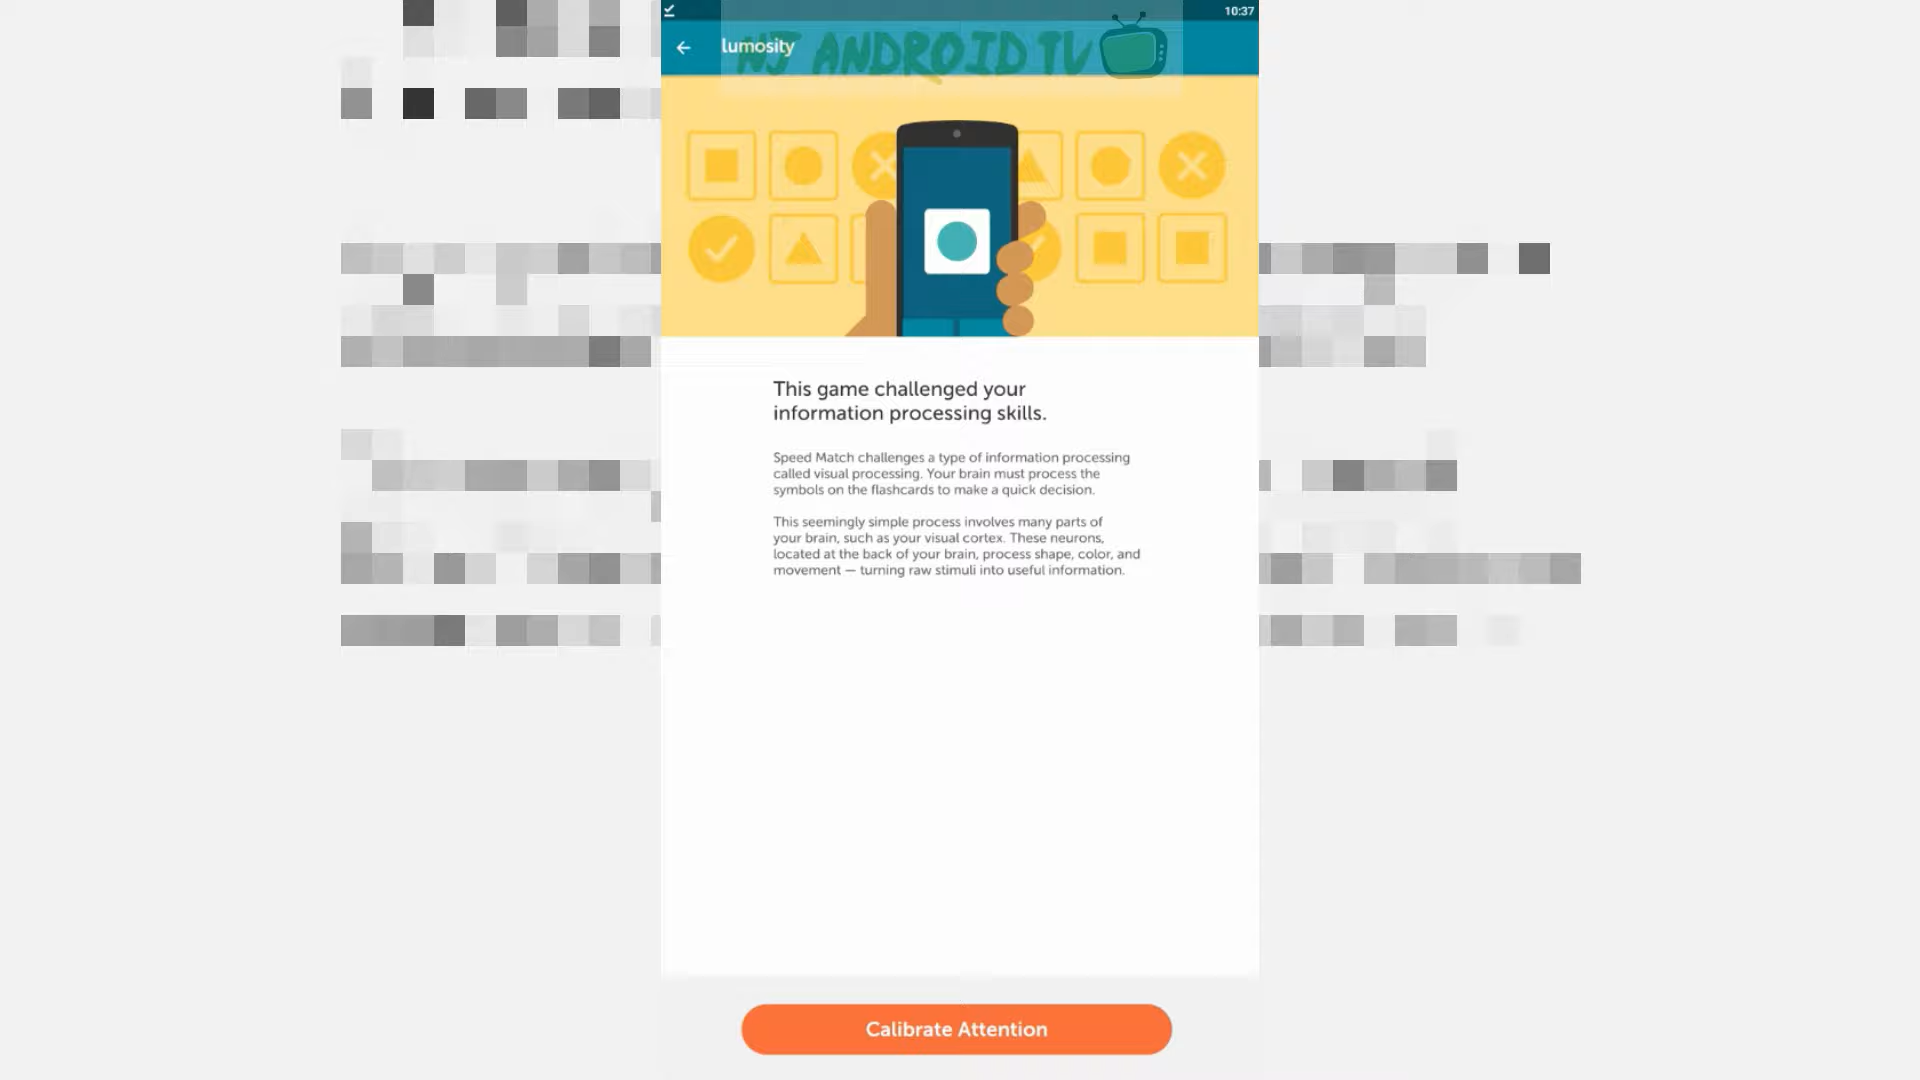 10:37
lumosity
NJ ANDROID TV
This game challenged your
information processing skills.
Speed Match challenges a type of information processing
called visual processing. Your brain must process the
symbols on the flashcards to make a quick decision.
This seemingly simple process involves many parts of
your brain, such as your visual cortex. These neurons,
located at the back of your brain, process shape, color, and
movement — turning raw stimuli into useful information.
Calibrate Attention